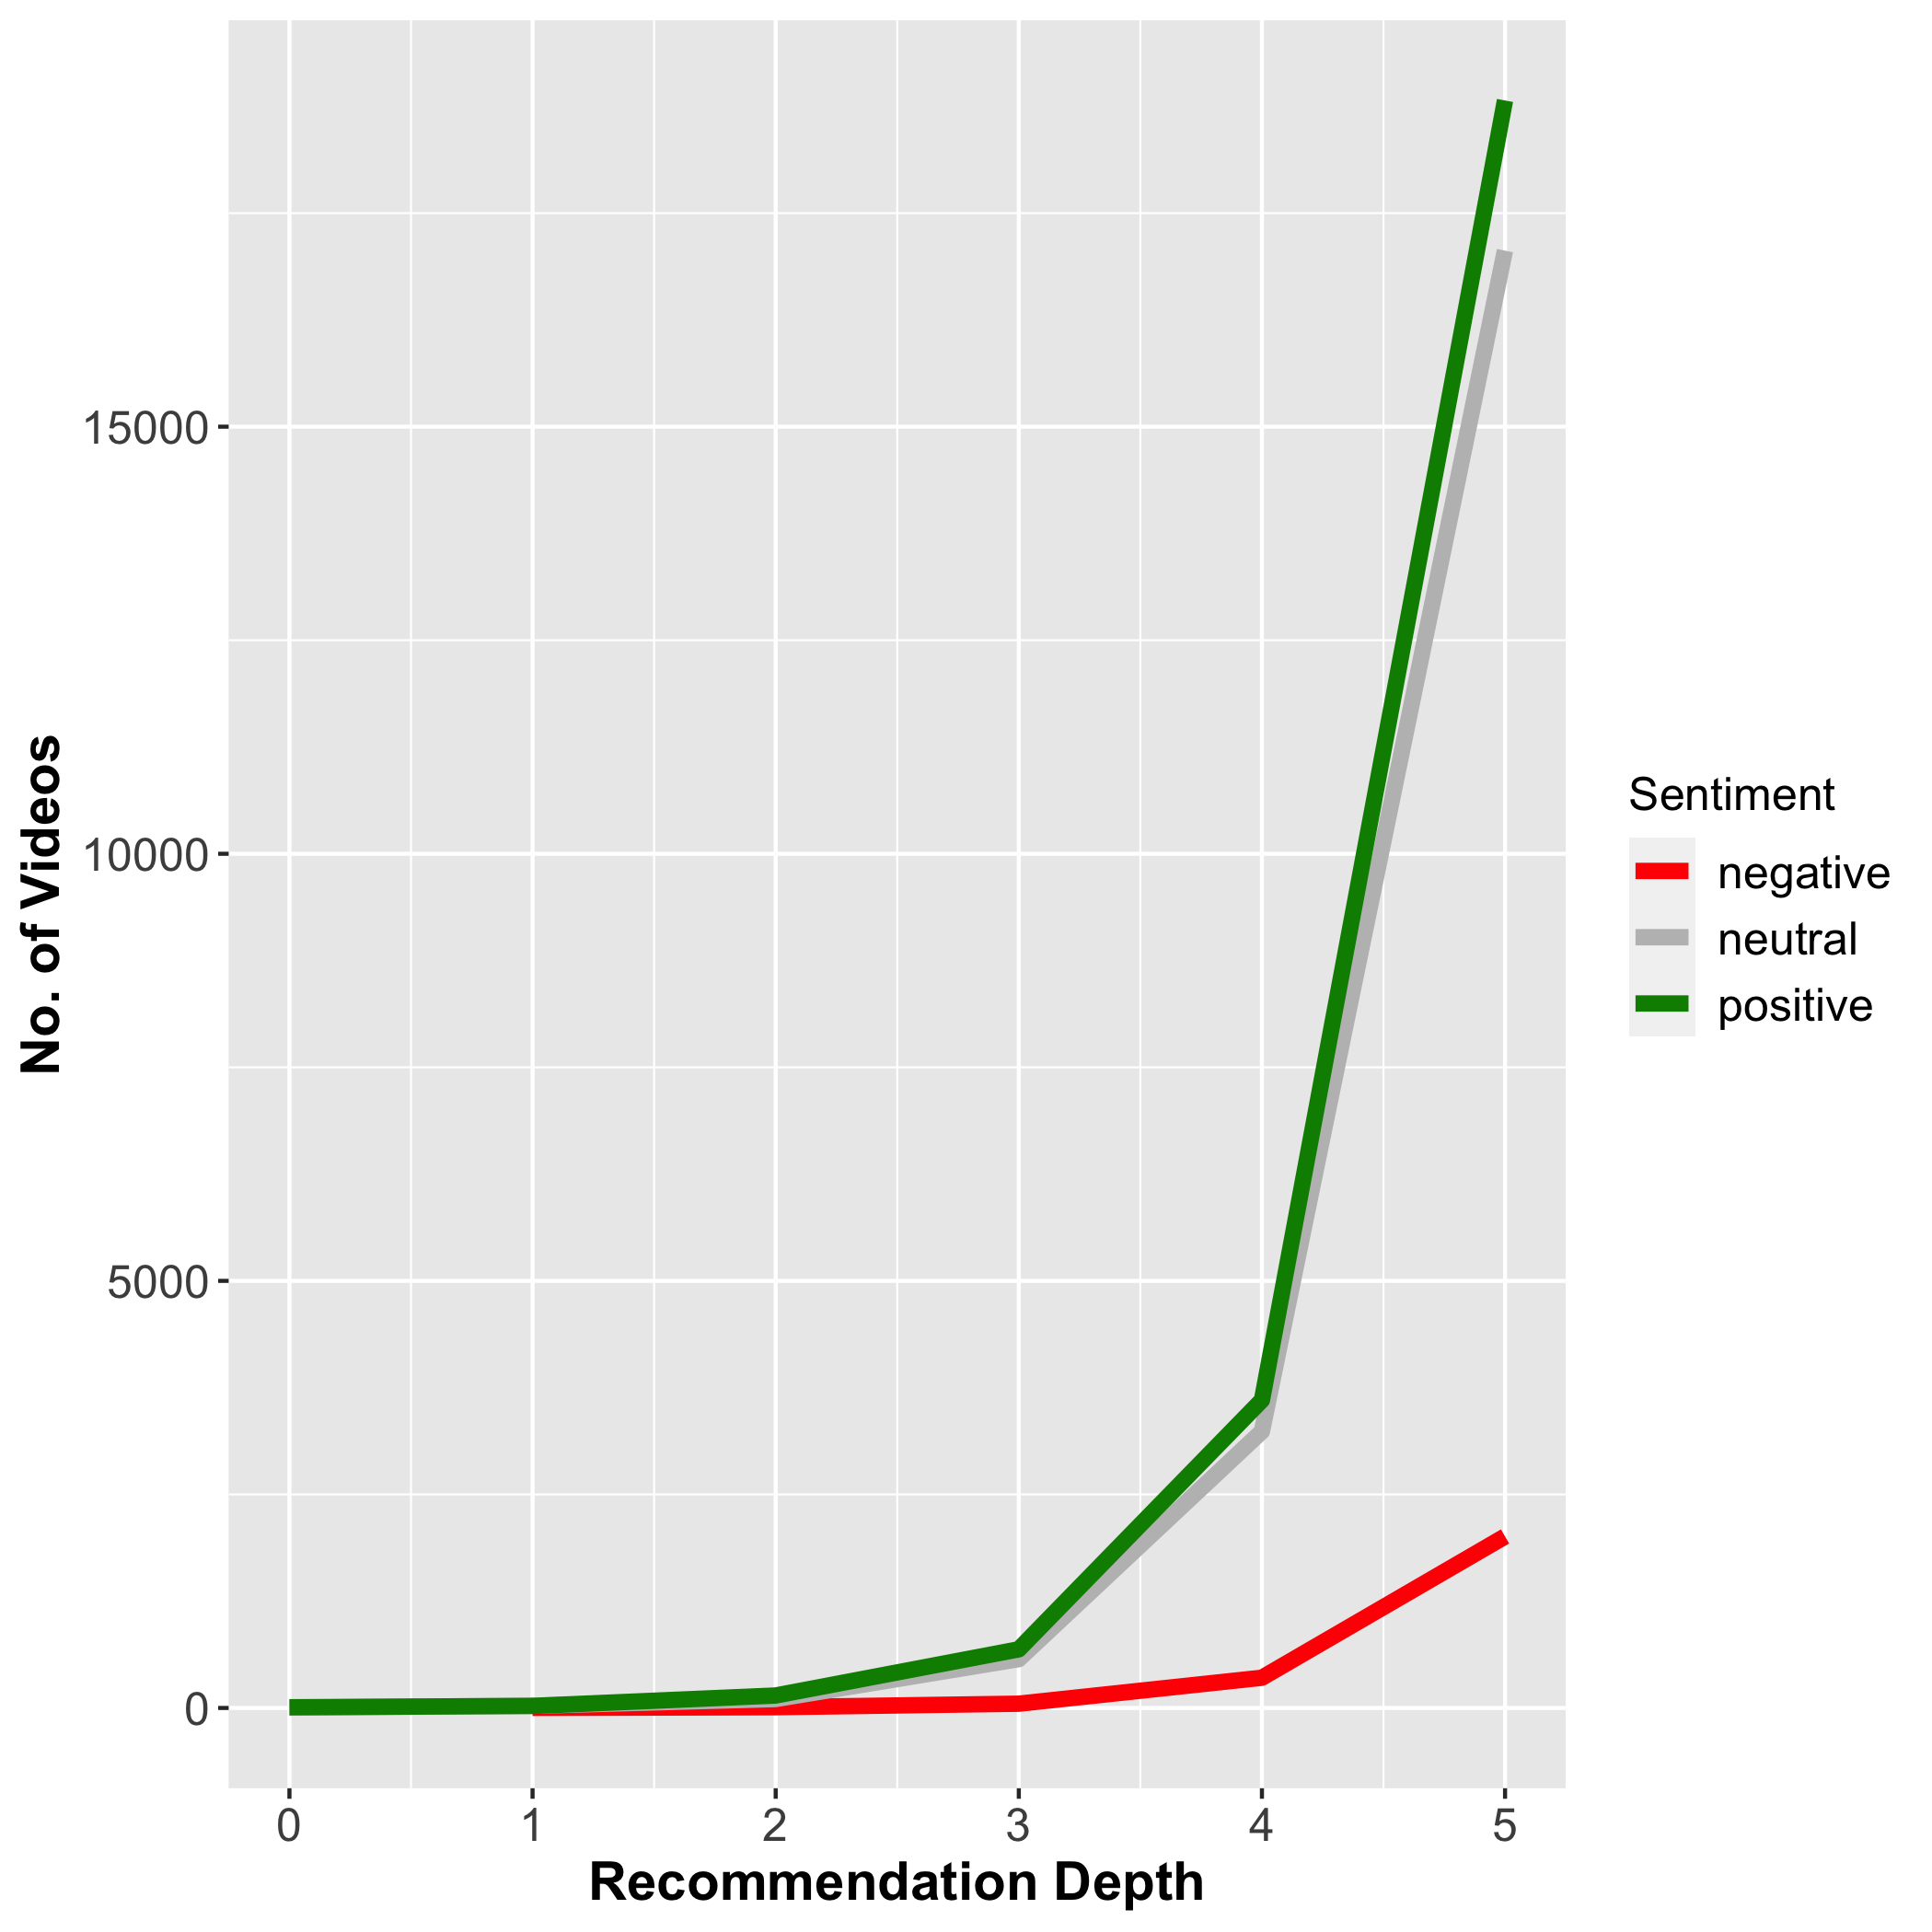 15000
10000
5000
0
No. of Videos
0 1 2 3 4 5
Recommendation Depth
Sentiment
negative
neutral
positive